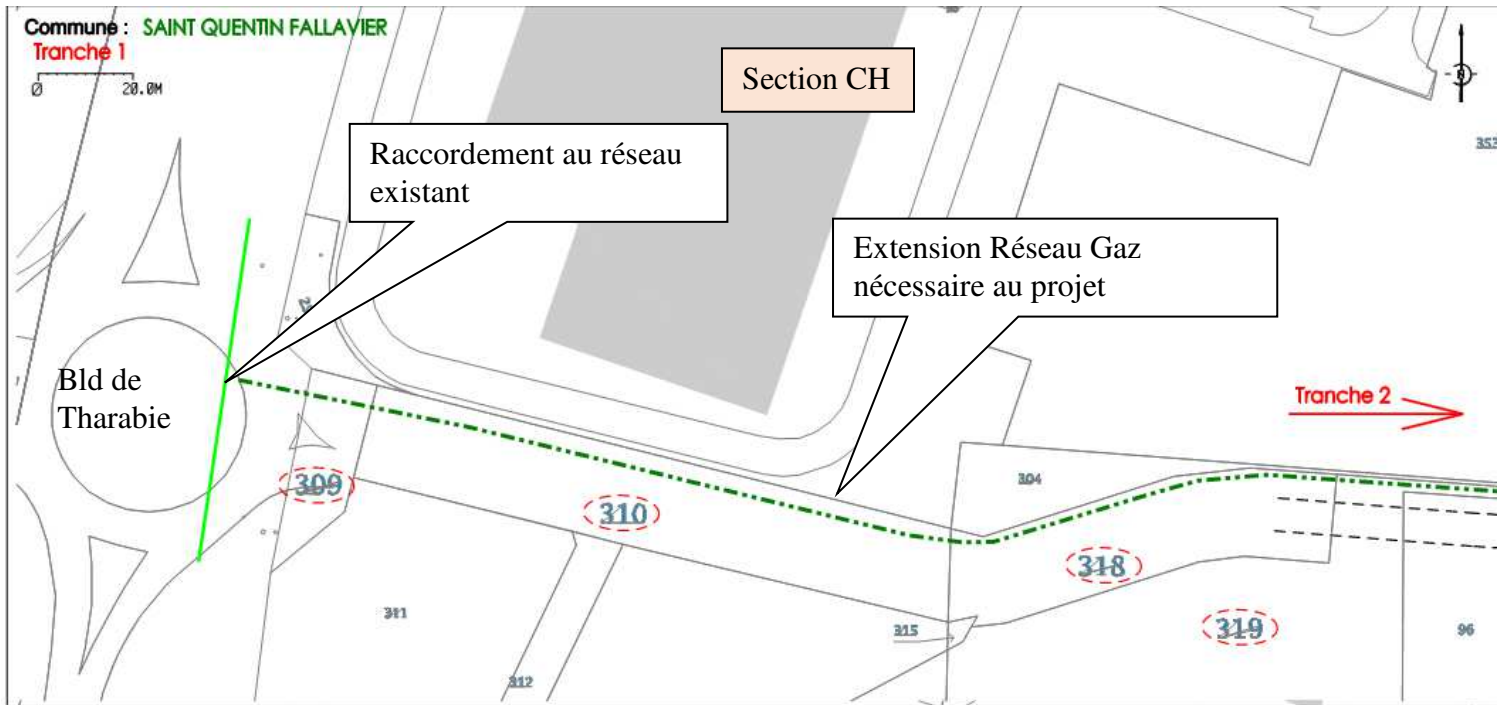 Commune : SAINT QUENTIN FALLAVIER
Tranche 1
0 20.0M
Section CH
N
353
Raccordement au réseau
existant
Extension Réseau Gaz
nécessaire au projet
Bld de
Tharabie
Tranche 2
309
310
304
318
311
315
319
96
312